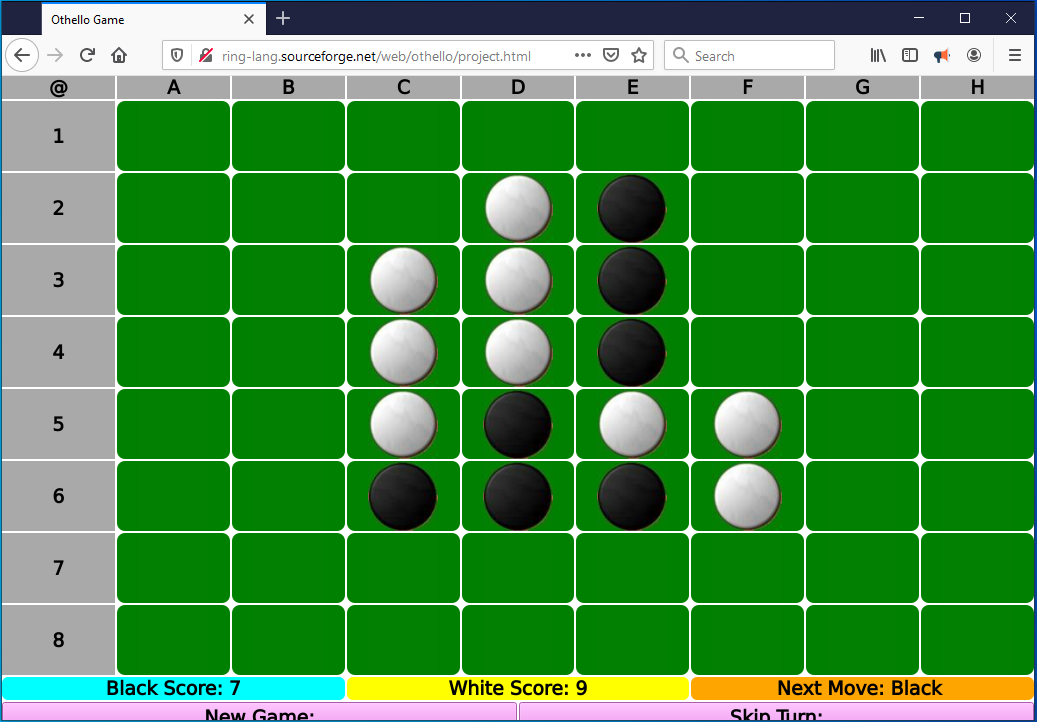 Othello Game
ring-lang.sourceforge.net/web/othello/project.html
Search
@ A B C D E F G H
1
2
3
4
5
6
7
8
Black Score: 7 White Score: 9 Next Move: Black
New Game: Skip Turn: